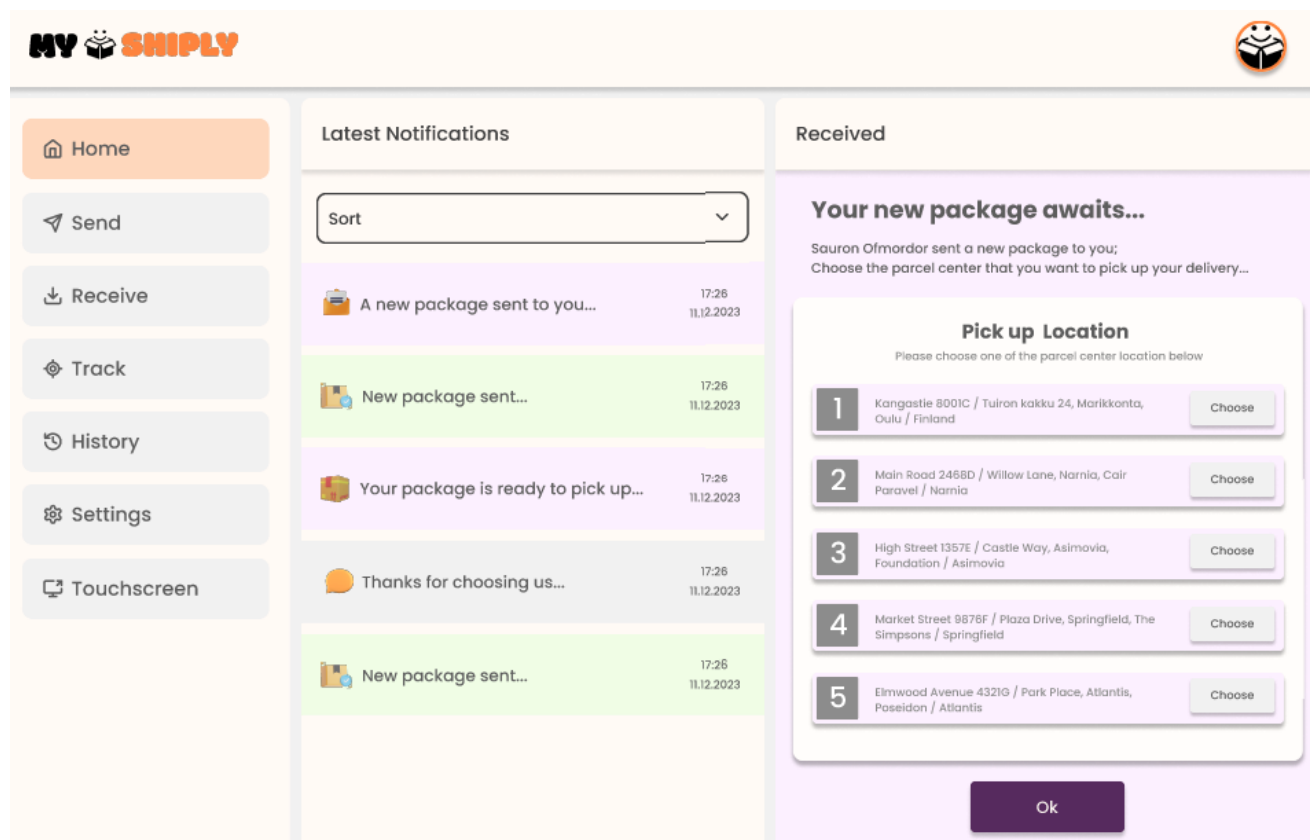 MY SHIPLY
Home
Send
Receive
Track
History
Settings
Touchscreen
Latest Notifications
Sort
A new package sent to you...
17:26
11.12.2023
New package sent...
17:26
11.12.2023
Your package is ready to pick up...
17:26
11.12.2023
Thanks for choosing us...
17:26
11.12.2023
New package sent...
17:26
11.12.2023
Received
Your new package awaits...
Sauron Ofmordor sent a new package to you;
Choose the parcel center that you want to pick up your delivery...
Pick up Location
Please choose one of the parcel center location below
1
Kangastie 8001C / Tuiron kakku 24, Marikkonta,
Oulu / Finland
Choose
2
Main Road 2468D / Willow Lane, Narnia, Cair
Paravel / Narnia
Choose
3
High Street 1357E / Castle Way, Asimovia,
Foundation / Asimovia
Choose
4
Market Street 9876F / Plaza Drive, Springfield, The
Simpsons / Springfield
Choose
5
Elmwood Avenue 4321G / Park Place, Atlantis,
Poseidon / Atlantis
Choose
Ok